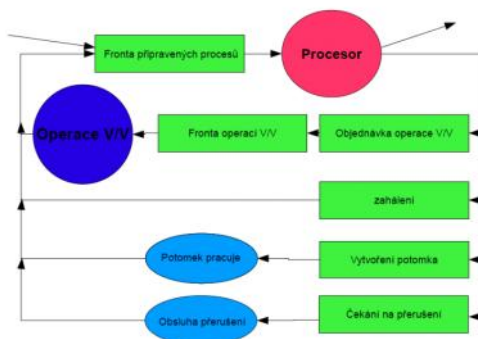 Fronta připravených procesů
Procesor
Operace V/V
Fronta operací V/V
Objednávka operace V/V
zahálení
Potomek pracuje
Vytvoření potomka
Obsluha přerušení
Čekání na přerušení